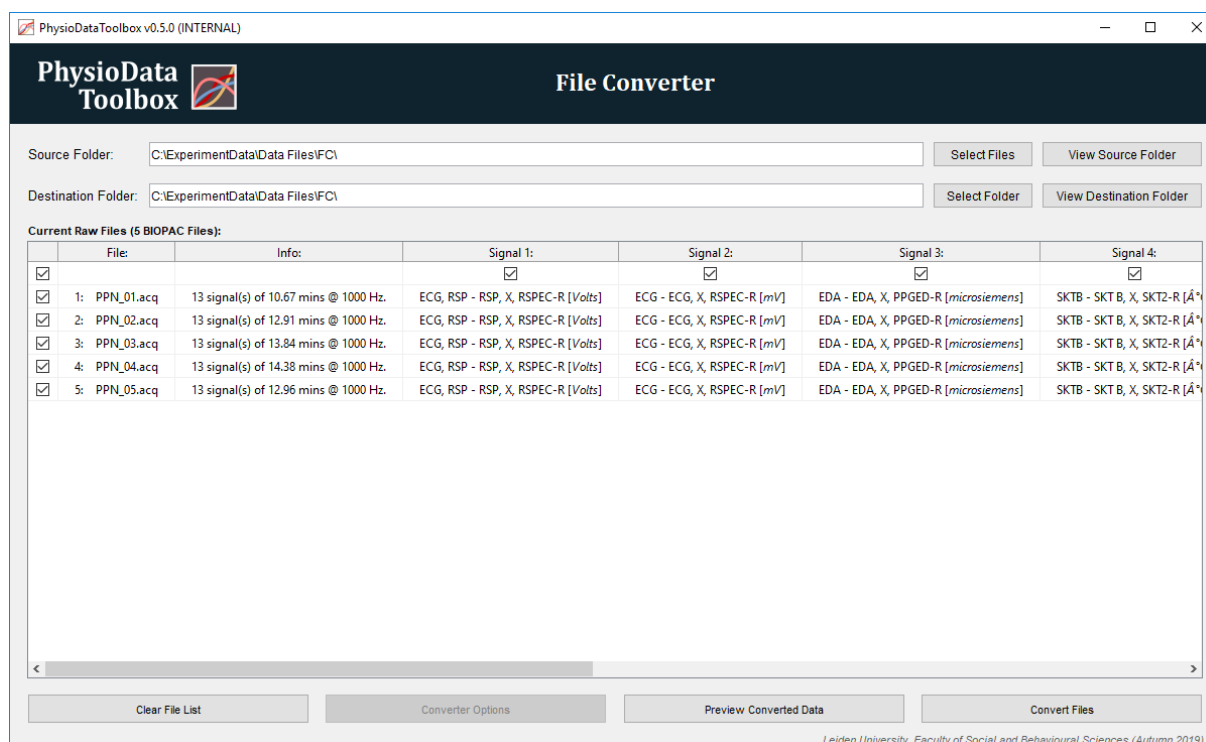 PhysioDataToolbox v0.5.0 (INTERNAL)
PhysioData
Toolbox
File Converter
Source Folder: C:\ExperimentData\Data Files\FC\ Select Files View Source Folder
Destination Folder: C:\ExperimentData\Data Files\FC\ Select Folder View Destination Folder
Current Raw Files (5 BIOPAC Files):
File: Info: Signal 1: Signal 2: Signal 3: Signal 4:
1: PPN_01.acq 13 signal(s) of 10.67 mins @ 1000 Hz. ECG, RSP - RSP, X, RSPEC-R [Volts] ECG - ECG, X, RSPEC-R [mV] EDA - EDA, X, PPGED-R [microsiemens] SKTB - SKT B, X, SKT2-R [Â°
2: PPN_02.acq 13 signal(s) of 12.91 mins @ 1000 Hz. ECG, RSP - RSP, X, RSPEC-R [Volts] ECG - ECG, X, RSPEC-R [mV] EDA - EDA, X, PPGED-R [microsiemens] SKTB - SKT B, X, SKT2-R [Â°
3: PPN_03.acq 13 signal(s) of 13.84 mins @ 1000 Hz. ECG, RSP - RSP, X, RSPEC-R [Volts] ECG - ECG, X, RSPEC-R [mV] EDA - EDA, X, PPGED-R [microsiemens] SKTB - SKT B, X, SKT2-R [Â°
4: PPN_04.acq 13 signal(s) of 14.38 mins @ 1000 Hz. ECG, RSP - RSP, X, RSPEC-R [Volts] ECG - ECG, X, RSPEC-R [mV] EDA - EDA, X, PPGED-R [microsiemens] SKTB - SKT B, X, SKT2-R [Â°
5: PPN_05.acq 13 signal(s) of 12.96 mins @ 1000 Hz. ECG, RSP - RSP, X, RSPEC-R [Volts] ECG - ECG, X, RSPEC-R [mV] EDA - EDA, X, PPGED-R [microsiemens] SKTB - SKT B, X, SKT2-R [Â°
Clear File List Converter Options Preview Converted Data Convert Files
Leiden University, Faculty of Social and Behavioural Sciences (Autumn 2019)